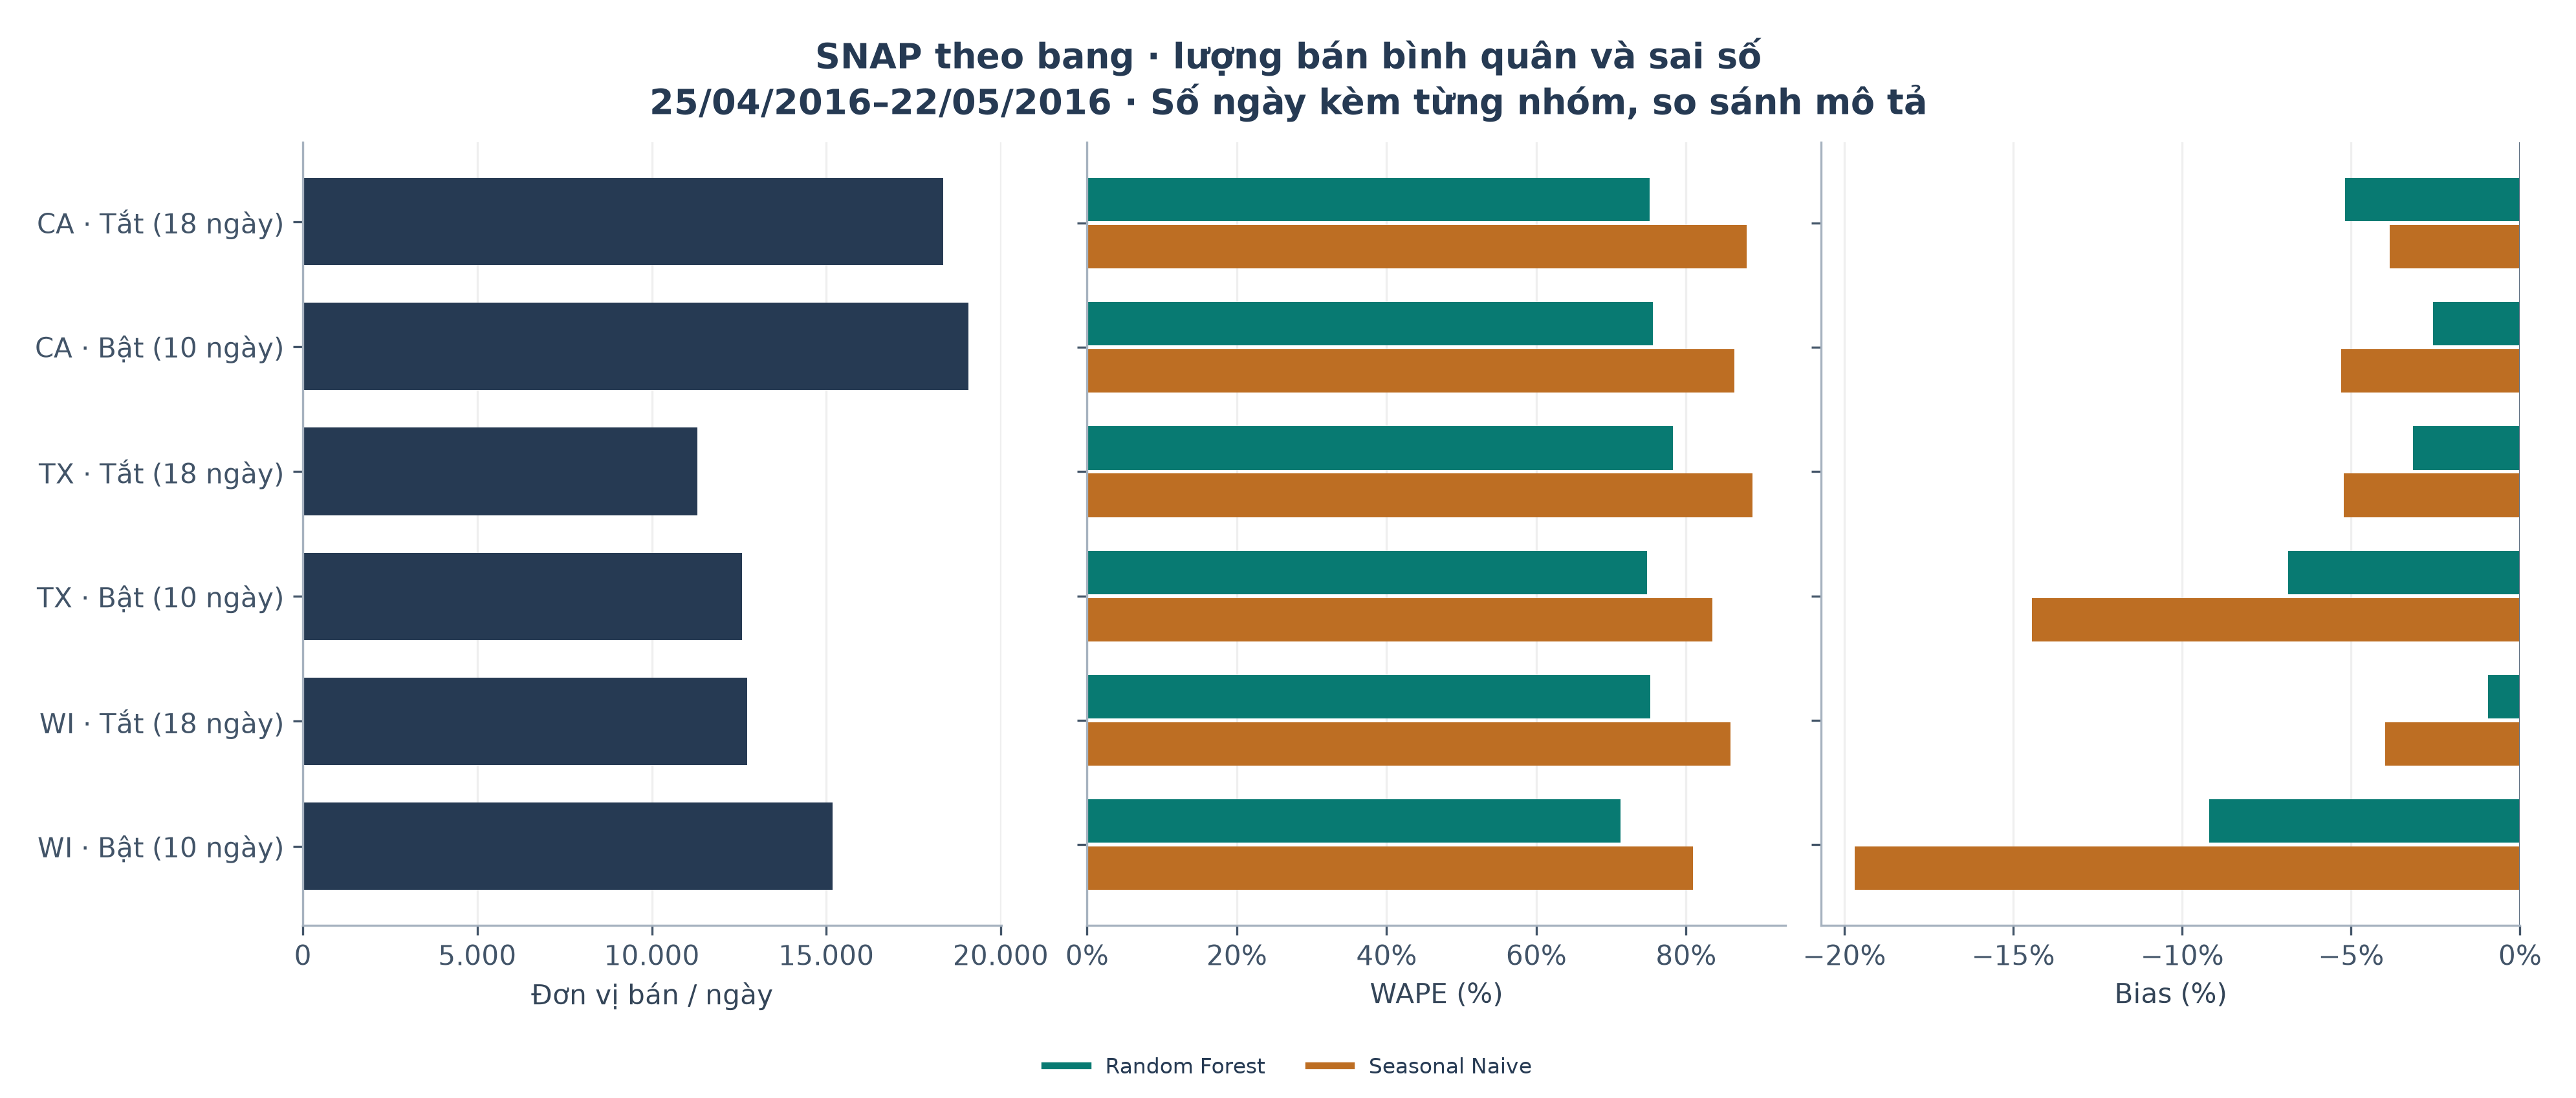 SNAP theo bang · lượng bán bình quân và sai số
25/04/2016–22/05/2016 · Số ngày kèm từng nhóm, so sánh mô tả
CA · Tắt (18 ngày)
CA · Bật (10 ngày)
TX · Tắt (18 ngày)
TX · Bật (10 ngày)
WI · Tắt (18 ngày)
WI · Bật (10 ngày)
0 5.000 10.000 15.000 20.000
Đơn vị bán / ngày
0% 20% 40% 60% 80%
WAPE (%)
−20% −15% −10% −5% 0%
Bias (%)
Random Forest Seasonal Naive